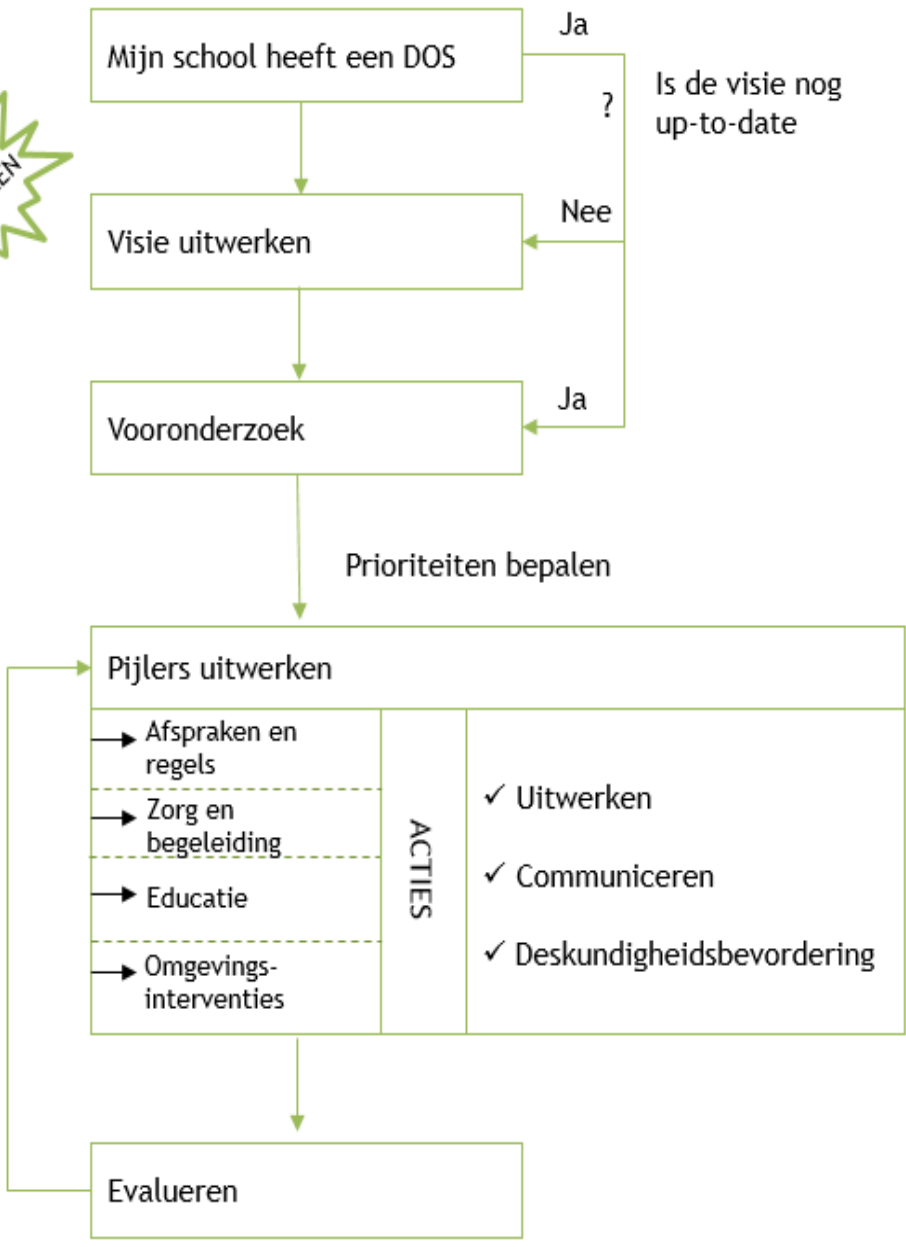 Mijn school heeft een DOS
Ja
?
Is de visie nog
up-to-date
Visie uitwerken
Nee
Vooronderzoek
Ja
Prioriteiten bepalen
Pijlers uitwerken
Afspraken en
regels
Zorg en
begeleiding
Educatie
Omgevings-
interventies
ACTIES
✓ Uitwerken
✓ Communiceren
✓ Deskundigheidsbevordering
Evalueren